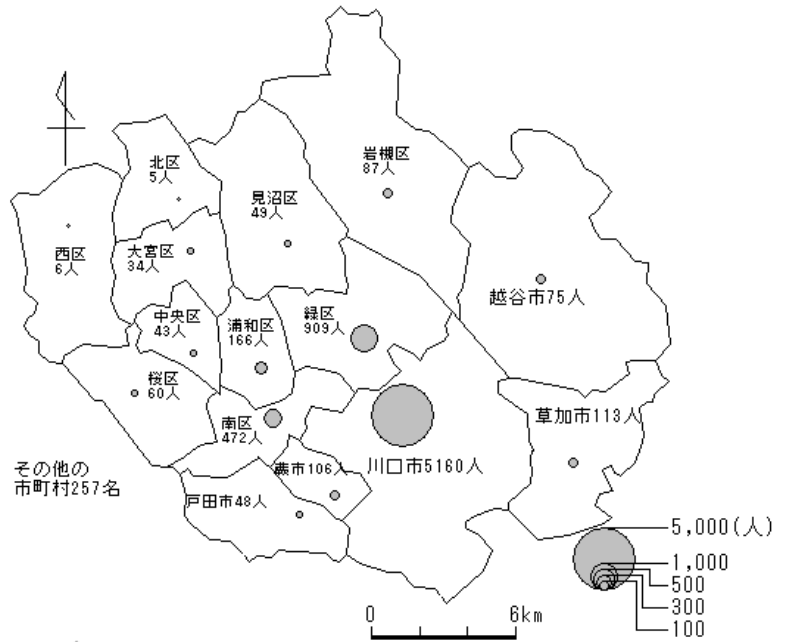 岩槻区
87人
北区
5人
見沼区
49人
西区
6人
大宮区
34人
越谷市75人
中央区
43人
浦和区
166人
緑区
909人
桜区
60人
南区
472人
草加市113人
その他の
市町村257名
蕨市106人
川口市5160人
戸田市48人
5,000(人)
1,000
500
300
100
0 6km